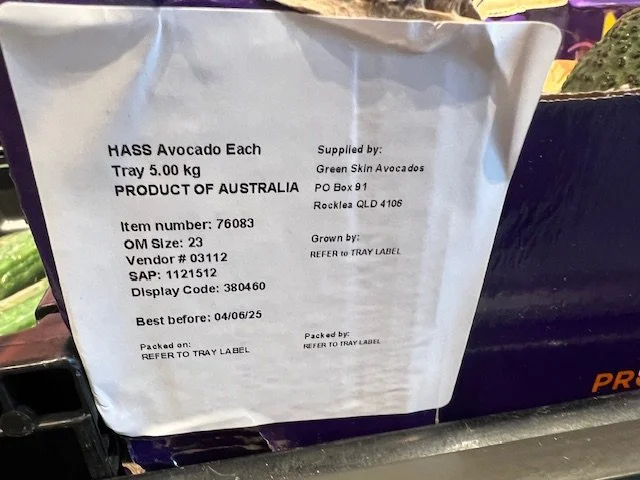 HASS Avocado Each
Tray 5.00 kg
PRODUCT OF AUSTRALIA
Item number: 76083
OM Size: 23
Vendor # 03112
SAP: 1121512
Display Code: 380460
Best before: 04/06/25
Packed on:
REFER TO TRAY LABEL
Supplied by:
Green Skin Avocados
PO Box 91
Rocklea QLD 4106
Grown by:
REFER to TRAY LABEL
Packed by:
REFER TO TRAY LABEL